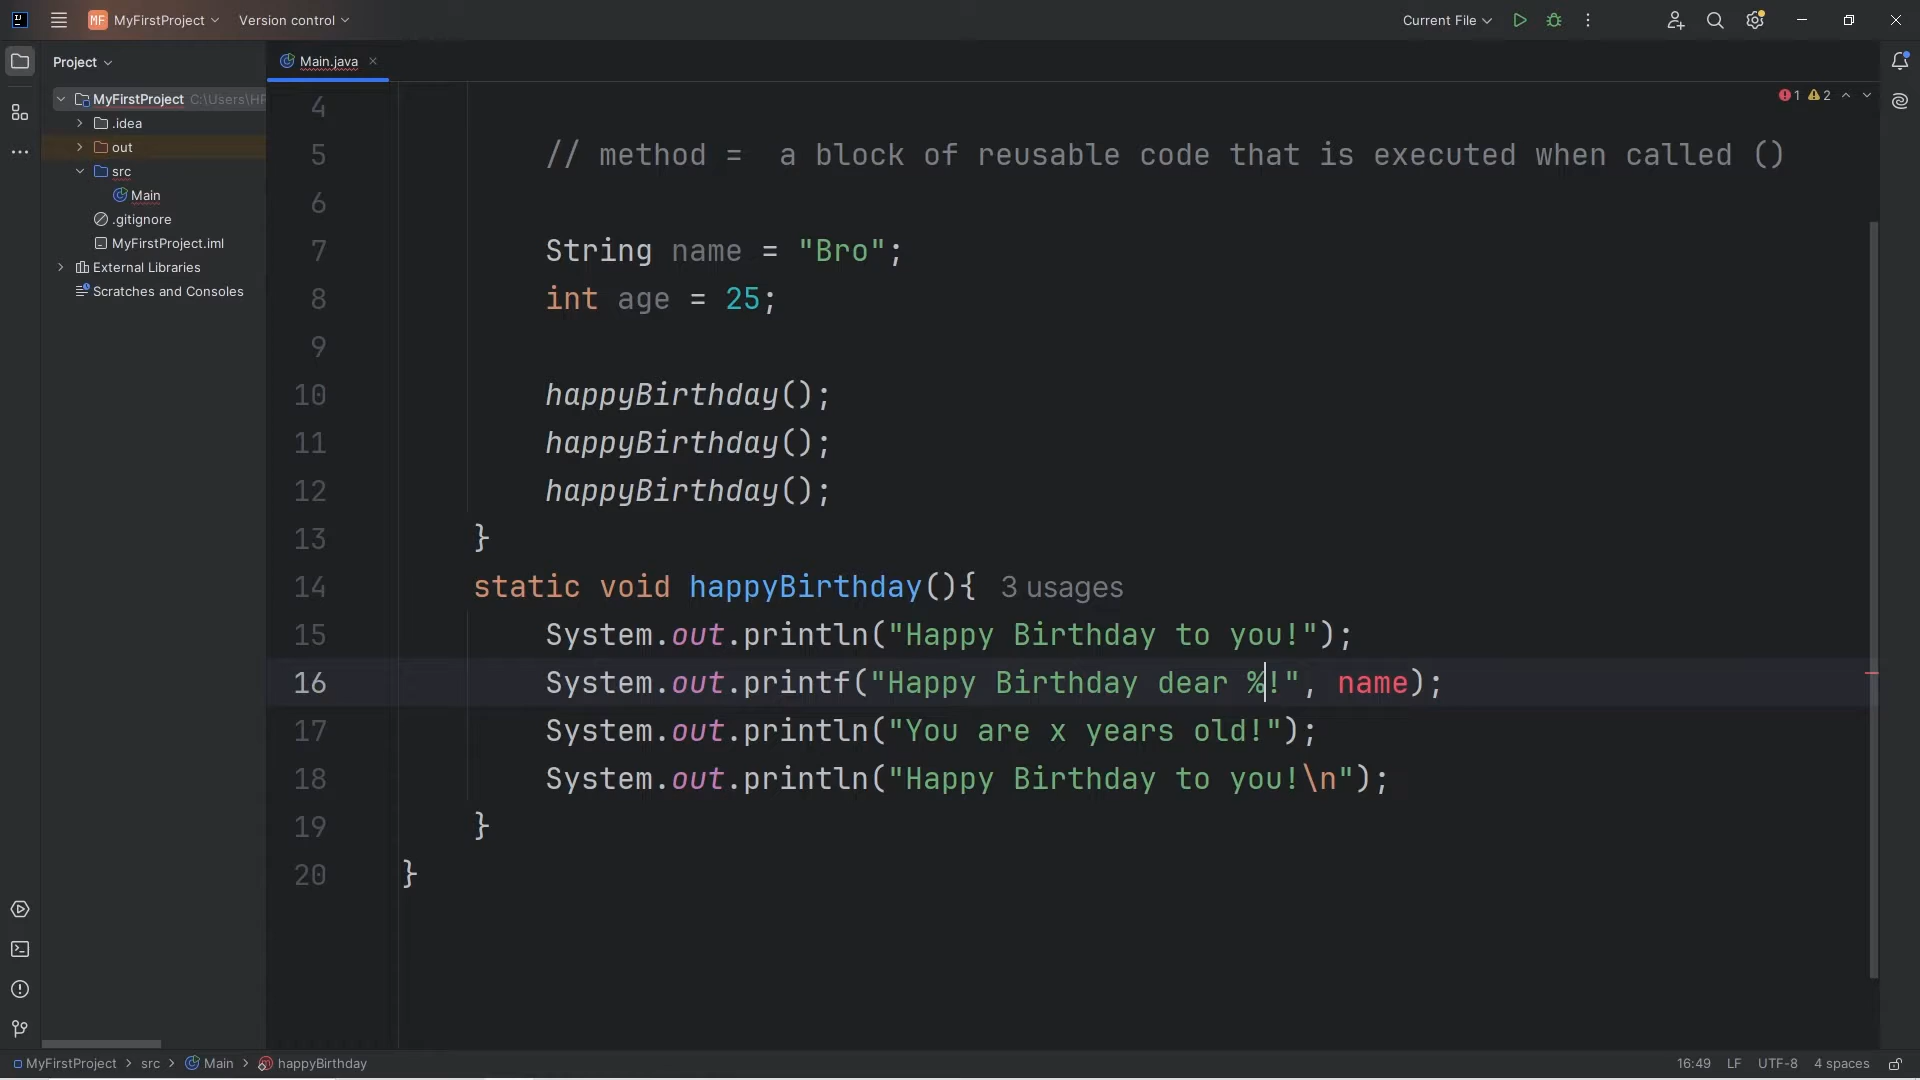 MF MyFirstProject Version control Current File
Project
Main.java
MyFirstProject C:\Users\HP
.idea
out
src
Main
.gitignore
MyFirstProject.iml
External Libraries
Scratches and Consoles
1 2
4
5 // method =  a block of reusable code that is executed when called ()
6
7 String name = "Bro";
8 int age = 25;
9
10 happyBirthday();
11 happyBirthday();
12 happyBirthday();
13 }
14 static void happyBirthday(){ 3 usages
15 System.out.println("Happy Birthday to you!");
16 System.out.printf("Happy Birthday dear %!", name);
17 System.out.println("You are x years old!");
18 System.out.println("Happy Birthday to you!\n");
19 }
20 }
MyFirstProject > src > Main > happyBirthday 16:49 LF UTF-8 4 spaces